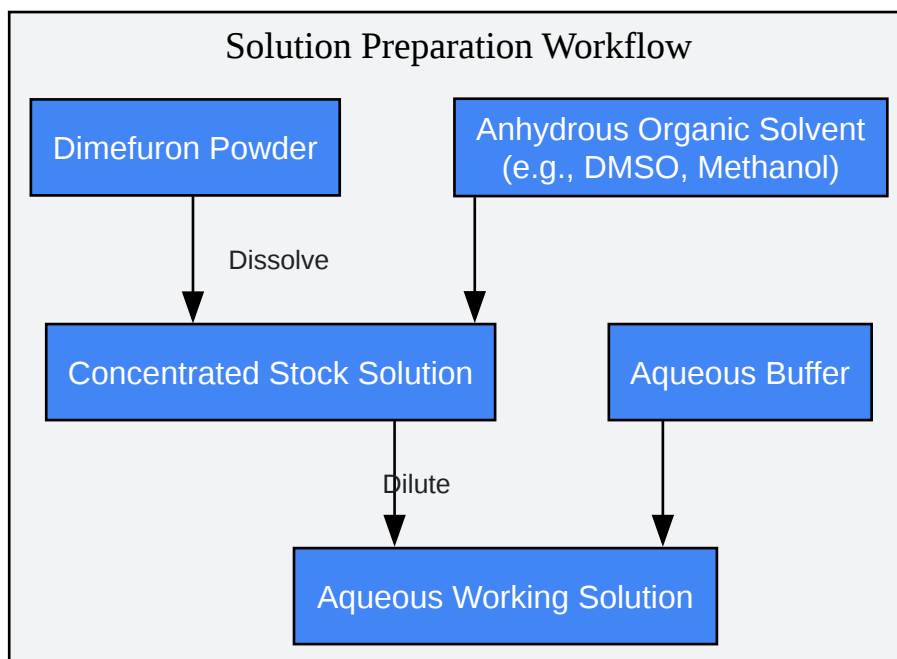 Solution Preparation Workflow
Dimefuron Powder
Anhydrous Organic Solvent
(e.g., DMSO, Methanol)
Dissolve
Concentrated Stock Solution
Aqueous Buffer
Dilute
Aqueous Working Solution